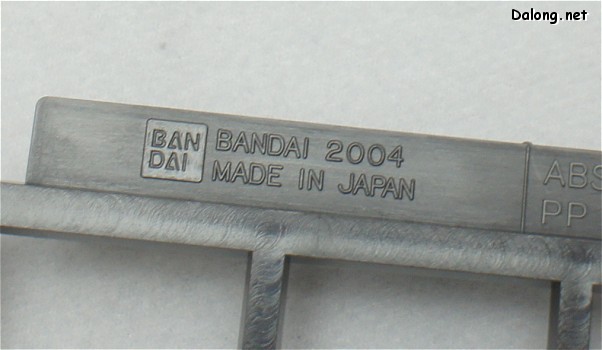 Dalong.net
BAN
DAI
BANDAI 2004
MADE IN JAPAN
ABS
PP